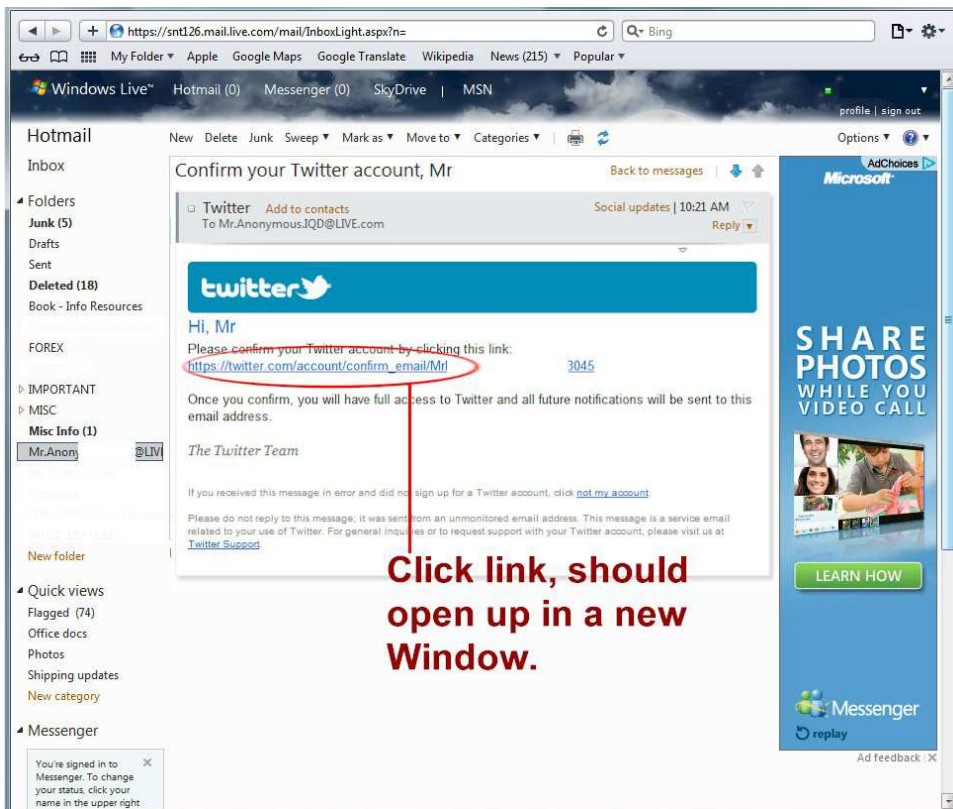 https://snt126.mail.live.com/mail/InboxLight.aspx?n=
Bing
My Folder Apple Google Maps Google Translate Wikipedia News (215) Popular
Windows Live™ Hotmail (0) Messenger (0) SkyDrive | MSN
profile | sign out
Hotmail
New Delete Junk Sweep Mark as Move to Categories
Options
Inbox
Folders
Junk (5)
Drafts
Sent
Deleted (18)
Book - Info Resources
FOREX
IMPORTANT
MISC
Misc Info (1)
Mr.Anony @LIV
New folder
Quick views
Flagged (74)
Office docs
Photos
Shipping updates
New category
Messenger
You're signed in to
Messenger. To change
your status, click your
name in the upper right
Confirm your Twitter account, Mr
Back to messages
Twitter Add to contacts
Social updates | 10:21 AM
To Mr.Anonymous.IQD@LIVE.com
Reply
twitter
Hi, Mr
Please confirm your Twitter account by clicking this link:
https://twitter.com/account/confirm_email/Mrl 3045
Once you confirm, you will have full access to Twitter and all future notifications will be sent to this
email address.
The Twitter Team
If you received this message in error and did not sign up for a Twitter account, click not my account
Please do not reply to this message; it was sent from an unmonitored email address. This message is a service email
related to your use of Twitter. For general inquiries or to request support with your Twitter account, please visit us at
Twitter Support.
Click link, should
open up in a new
Window.
AdChoices
Microsoft
SHARE
PHOTOS
WHILE YOU
VIDEO CALL
LEARN HOW
Messenger
replay
Ad feedback